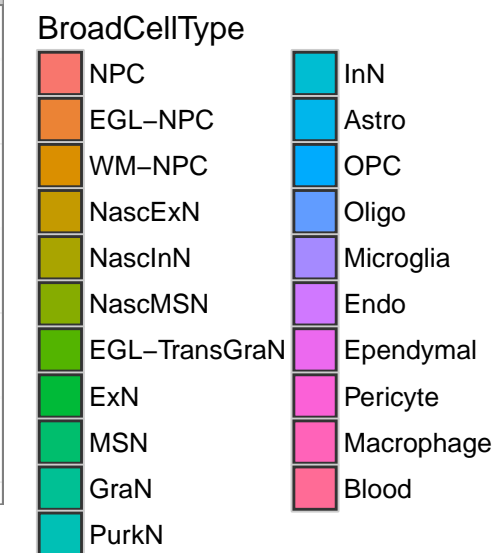 BroadCellType
NPC
EGL−NPC
WM−NPC
NascExN
NascInN
NascMSN
EGL−TransGraN
ExN
MSN
GraN
PurkN
InN
Astro
OPC
Oligo
Microglia
Endo
Ependymal
Pericyte
Macrophage
Blood